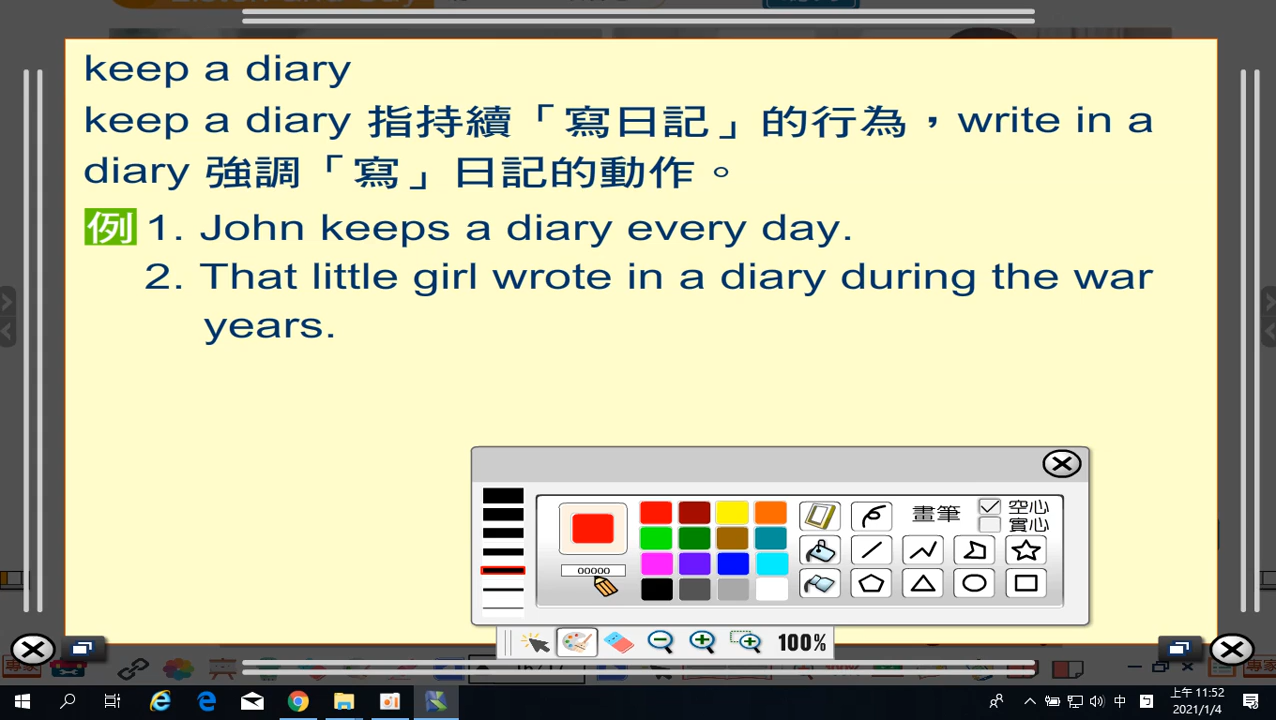 keep a diary
keep a diary 指持續「寫日記」的行為，write in a
diary 強調「寫」日記的動作。
例 1. John keeps a diary every day.
2. That little girl wrote in a diary during the war
years.
畫筆
空心
實心
00000
100%
中
上午 11:52
2021/1/4